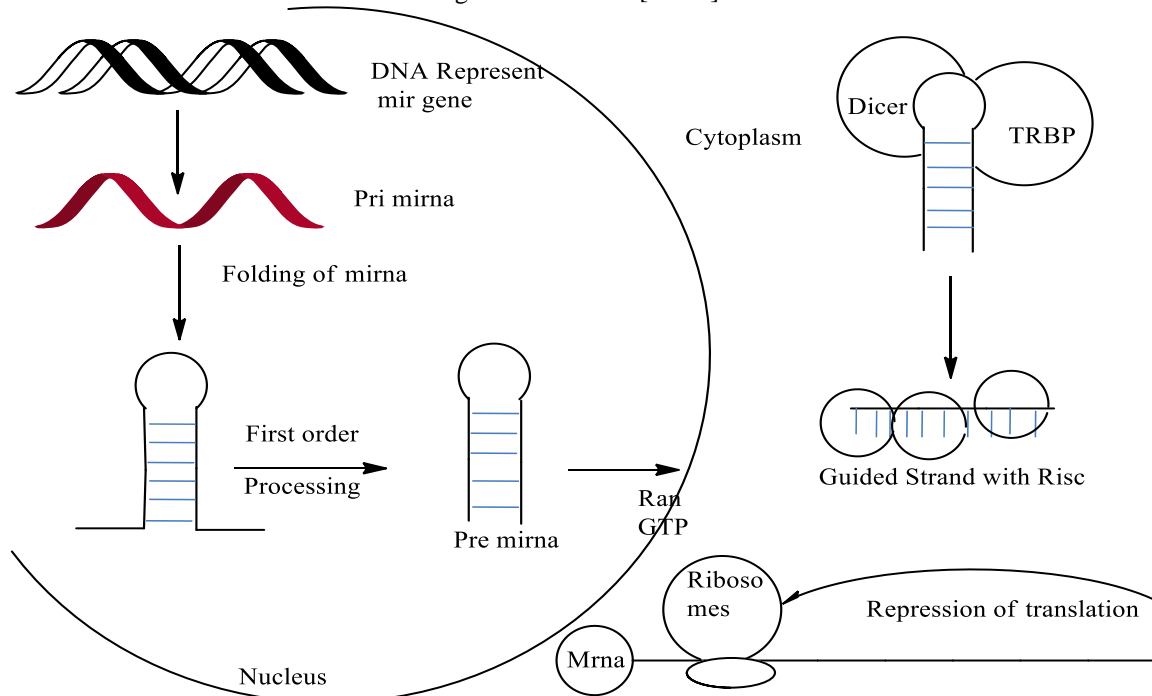 DNA Represent
mir gene
Pri mirna
Folding of mirna
First order
Processing
Pre mirna
Ran
GTP
Nucleus
Cytoplasm
Dicer
TRBP
Guided Strand with Risc
Riboso
mes
Repression of translation
Mrna